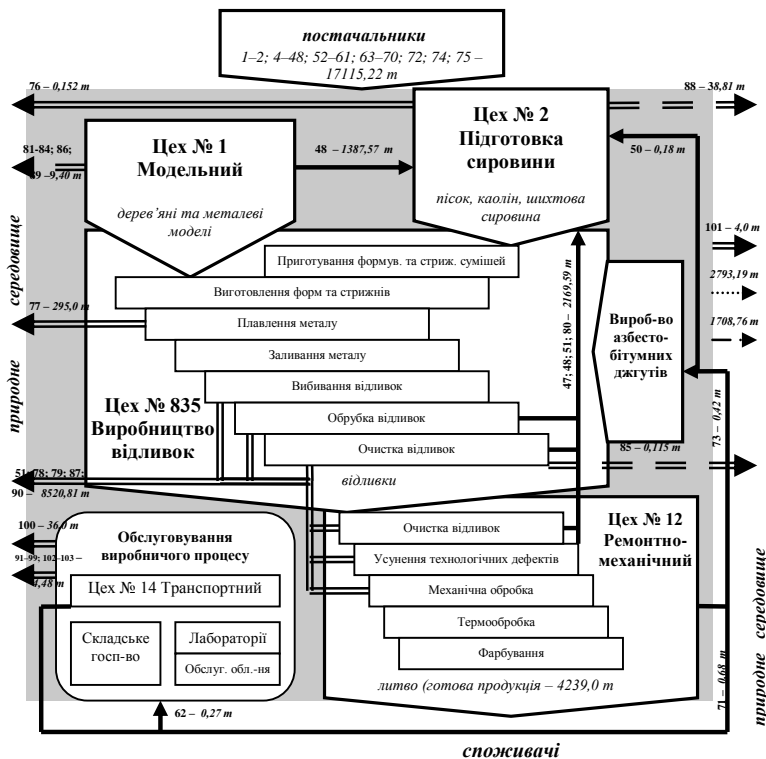 постачальники
1–2; 4–48; 52–61; 63–70; 72; 74; 75 –
17115,22 т
76 – 0,152 т
88 – 38,81 т
Цех № 1
Модельний
дерев’яні та металеві
моделі
81-84; 86;
89 –9,40 т
48 – 1387,57 т
Цех № 2
Підготовка
сировини
пісок, каолін, шихтова
сировина
50 –0,18 т
101 – 4,0 т
2793,19 т
1708,76 т
природне середовище
77 – 295,0 т
Приготування формув. та стриж. сумішей
Виготовлення форм та стрижнів
Плавлення металу
Заливання металу
Вибивання відливок
Обрубка відливок
Очистка відливок
Цех № 835
Виробництво
відливок
відливки
47; 48; 51; 80 – 2169,59 т
Вироб-во
азбесто-
бітумних
джгутів
73 – 0,42 т
85 – 0,115 т
51; 78; 79; 87;
90 – 8520,81 т
100 – 36,0 т
91–99; 102–103 –
4,48 т
Обслуговування
виробничого процесу
Цех № 14 Транспортний
Складське
госп-во
Лабораторії
Обслуг. обл.-ня
Цех № 12
Ремонтно-
механічний
Очистка відливок
Усунення технологічних дефектів
Механічна обробка
Термообробка
Фарбування
литво (готова продукція – 4239,0 т
71 – 0,68 т
природне середовище
62 – 0,27 т
споживачі